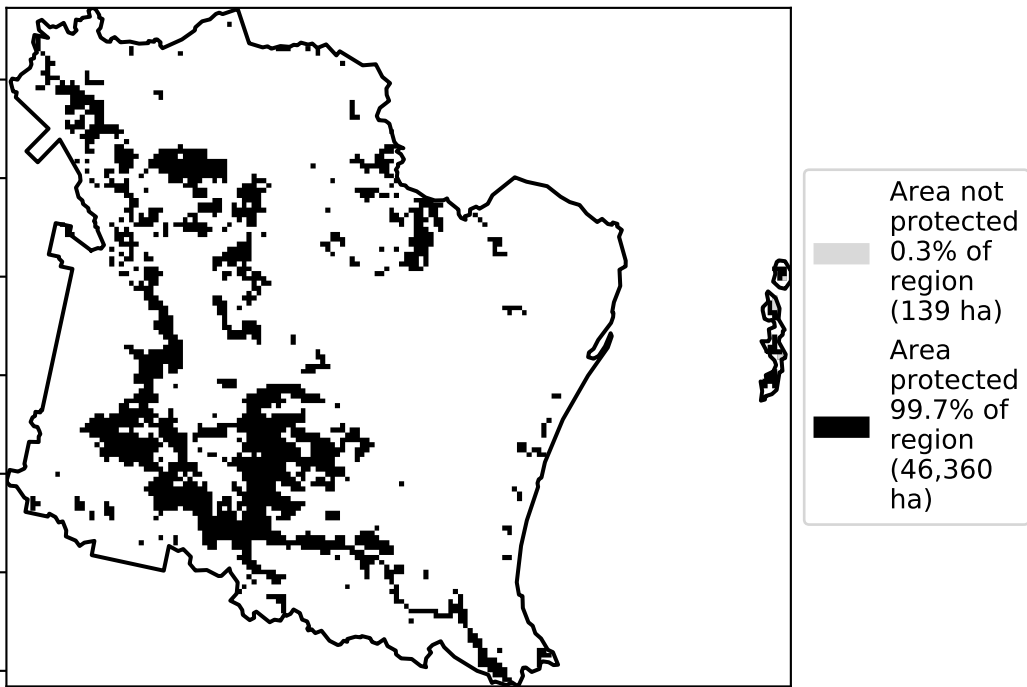 Area not
protected
0.3% of
region
(139 ha)
Area
protected
99.7% of
region
(46,360
ha)